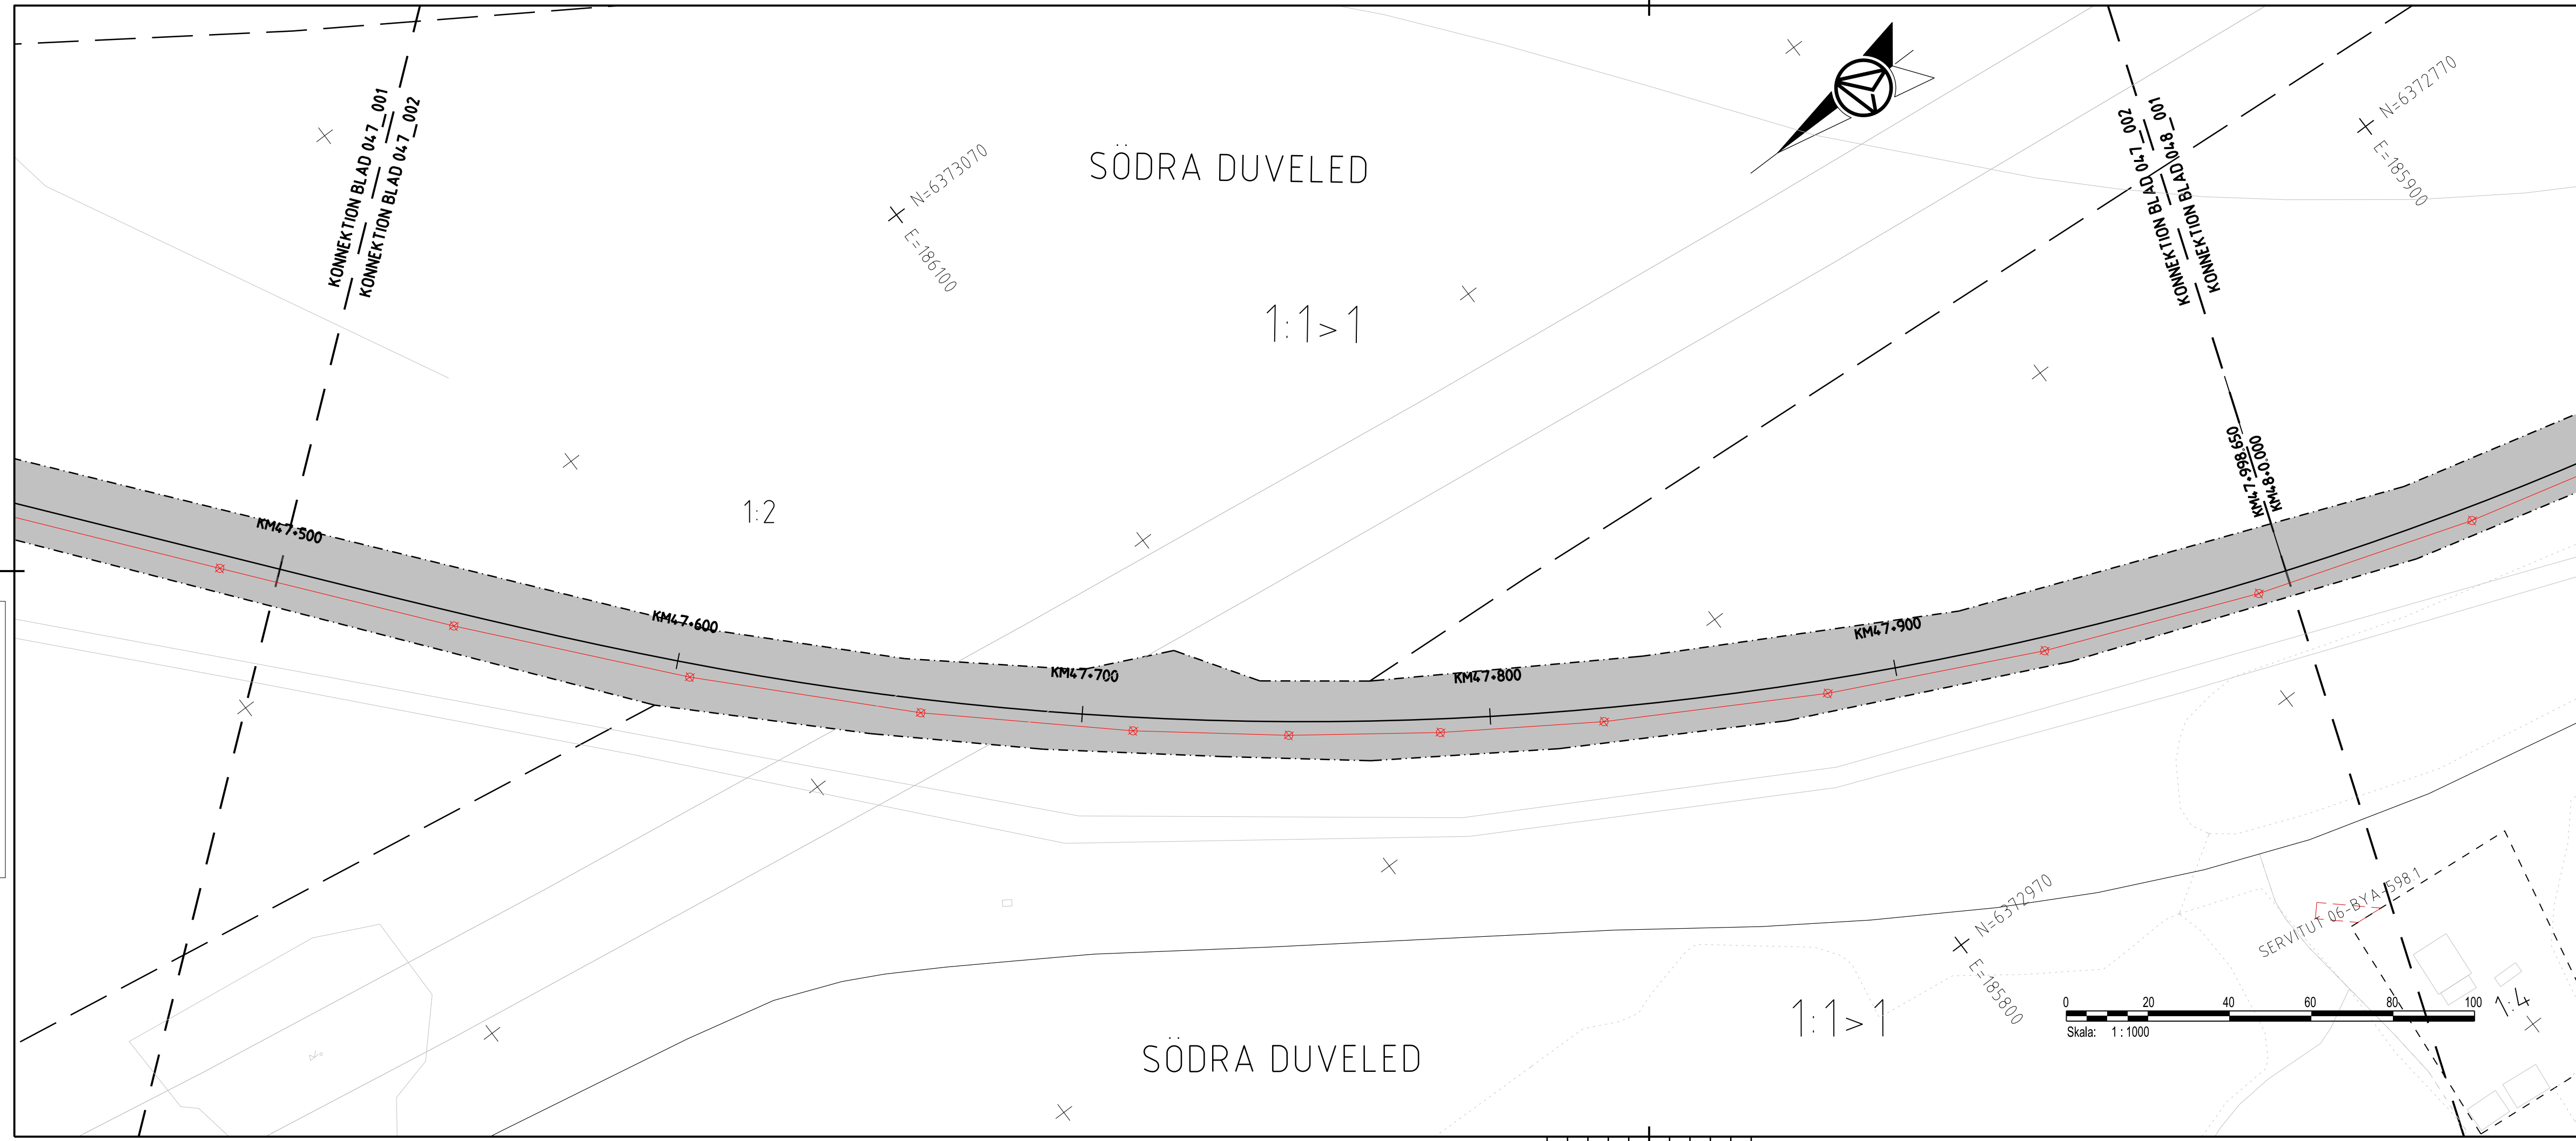 KONNEKTION BLAD 047_001
KONNEKTION BLAD 047_002
SÖDRA DUVELED
N=6373070
E=186100
1:1>1
KONNEKTION BLAD 047_002
KONNEKTION BLAD 048_001
N=6372770
E=185900
1:2
KM47+500
KM47+600
KM47+700
KM47+800
KM47+900
KM47+998.650
KM48+0.000
SERVITUT 06-BYA-598.1
N=6372970
E=185800
0 20 40 60 80 100
Skala: 1 : 1000
1:4
1:1>1
SÖDRA DUVELED